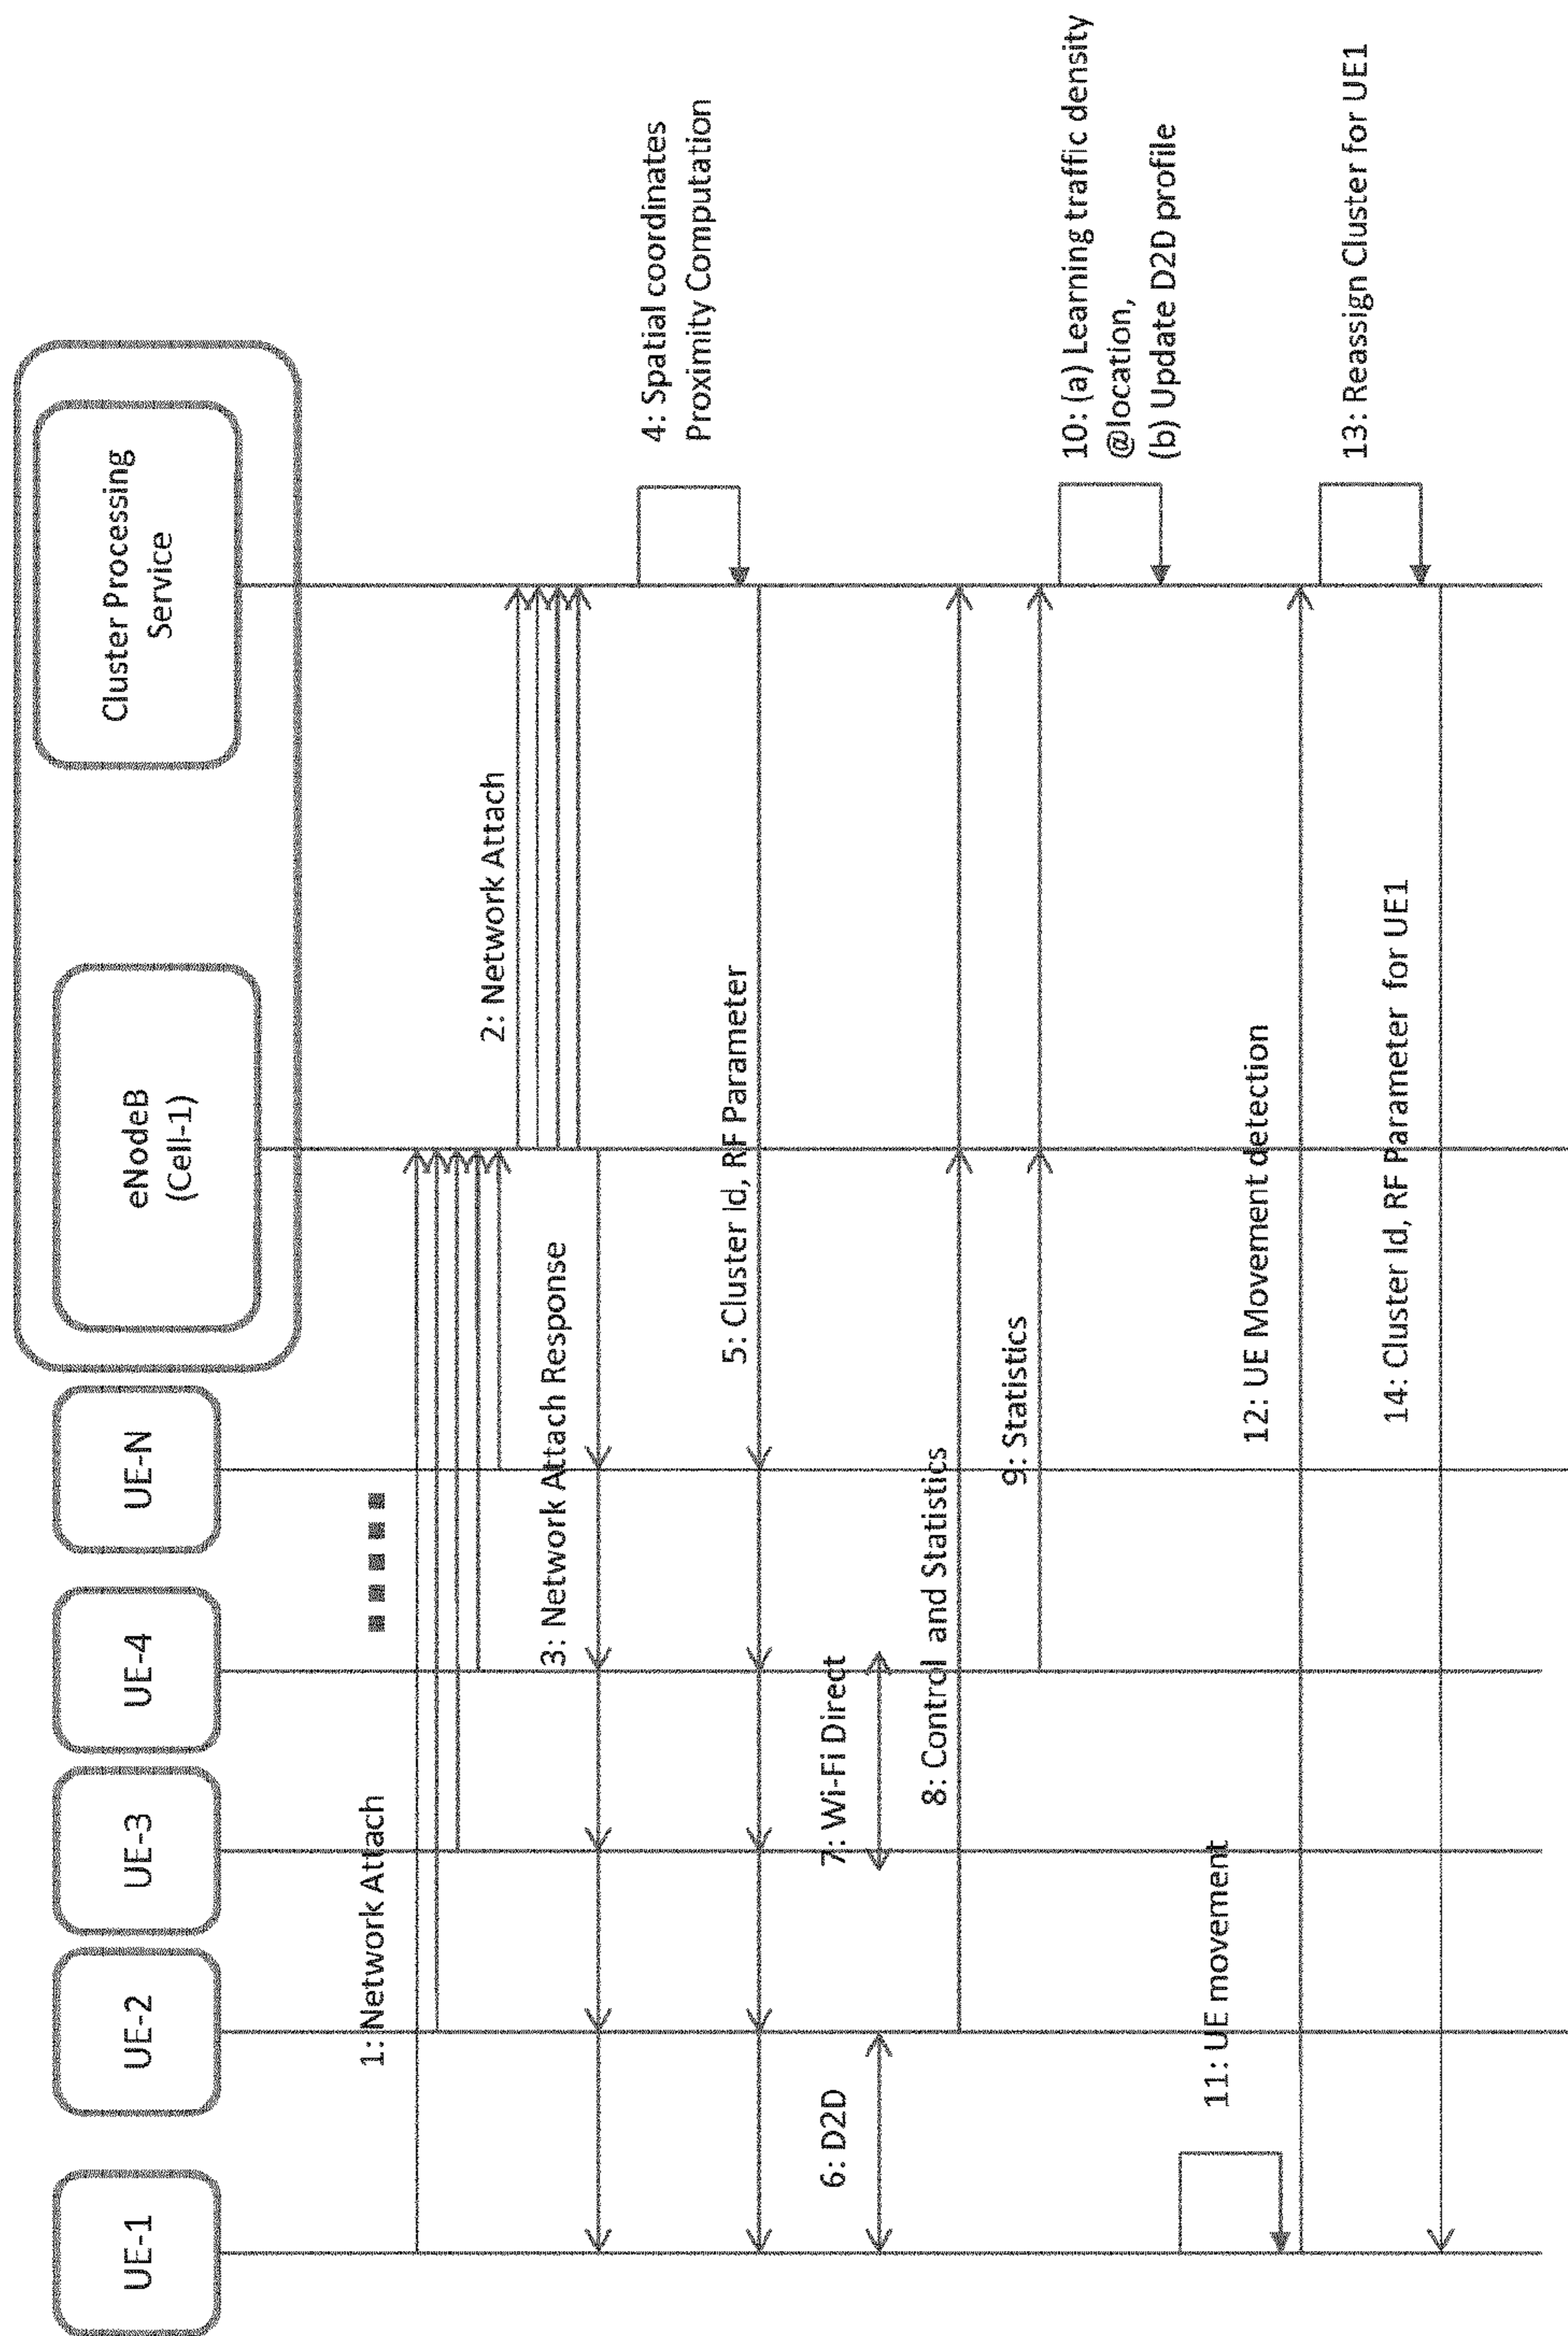 UE-1
UE-2
UE-3
UE-4
UE-N
eNodeB
(Cell-1)
Cluster Processing
Service
1: Network Attach
2: Network Attach
3: Network Attach Response
4: Spatial coordinates
Proximity Computation
5: Cluster Id, RF Parameter
6: D2D
7: Wi-Fi Direct
8: Control and Statistics
9: Statistics
10: (a) Learning traffic density
@location,
(b) Update D2D profile
11: UE movement
12: UE Movement detection
13: Reassign Cluster for UE1
14: Cluster Id, RF Parameter for UE1